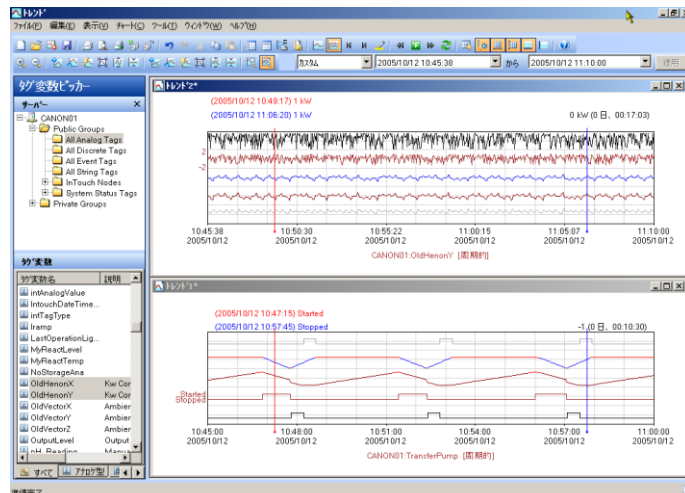 トレンド
ファイル(F) 編集(E) 表示(V) チャート(C) ツール(L) ウィンドウ(W) ヘルプ(H)
カスタム 2005/10/12 10:45:38 から 2005/10/12 11:10:00 適用
タグ変数ピッカー
サーバー
CANON01
Public Groups
All Analog Tags
All Discrete Tags
All Event Tags
All String Tags
InTouch Nodes
System Status Tags
Private Groups
タグ変数
タグ変数名 説明
intAnalogValue
IntouchDateTime...
intTagType
Iramp
LastOperationLig...
MyReactLevel
MyReactTemp
NoStorageAna
OldHenonX Kw Cor
OldHenonY Kw Cor
OldVectorX Ambier
OldVectorY Ambier
OldVectorZ Ambier
OutputLevel Output
pH_Reading Manua
すべて アナログ型
準備完了
トレンド2*
(2005/10/12 10:49:17) 1 kW
(2005/10/12 11:06:20) 1 kW 0 kW (0 日、00:17:03)
2
-2
10:45:38 10:50:30 10:55:22 11:00:15 11:05:07 11:10:00
2005/10/12 2005/10/12 2005/10/12 2005/10/12 2005/10/12 2005/10/12
CANON01:OldHenonY [周期的]
トレンド1*
(2005/10/12 10:47:15) Started
(2005/10/12 10:57:45) Stopped -1 (0 日、00:10:30)
Started
Stopped
10:45:00 10:48:00 10:51:00 10:54:00 10:57:00 11:00:00
2005/10/12 2005/10/12 2005/10/12 2005/10/12 2005/10/12 2005/10/12
CANON01:TransferPump [周期的]